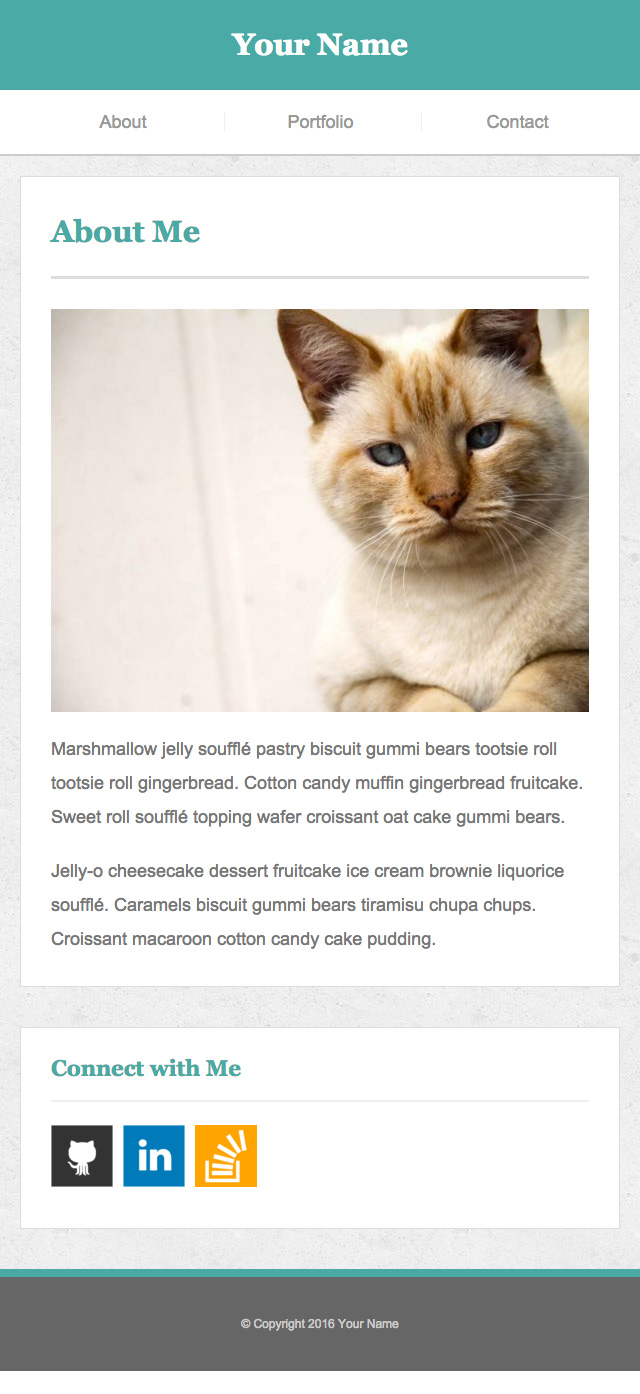 Your Name
About
Portfolio
Contact
About Me
Marshmallow jelly soufflé pastry biscuit gummi bears tootsie roll
tootsie roll gingerbread. Cotton candy muffin gingerbread fruitcake.
Sweet roll soufflé topping wafer croissant oat cake gummi bears.
Jelly-o cheesecake dessert fruitcake ice cream brownie liquorice
soufflé. Caramels biscuit gummi bears tiramisu chupa chups.
Croissant macaroon cotton candy cake pudding.
Connect with Me
in
© Copyright 2016 Your Name